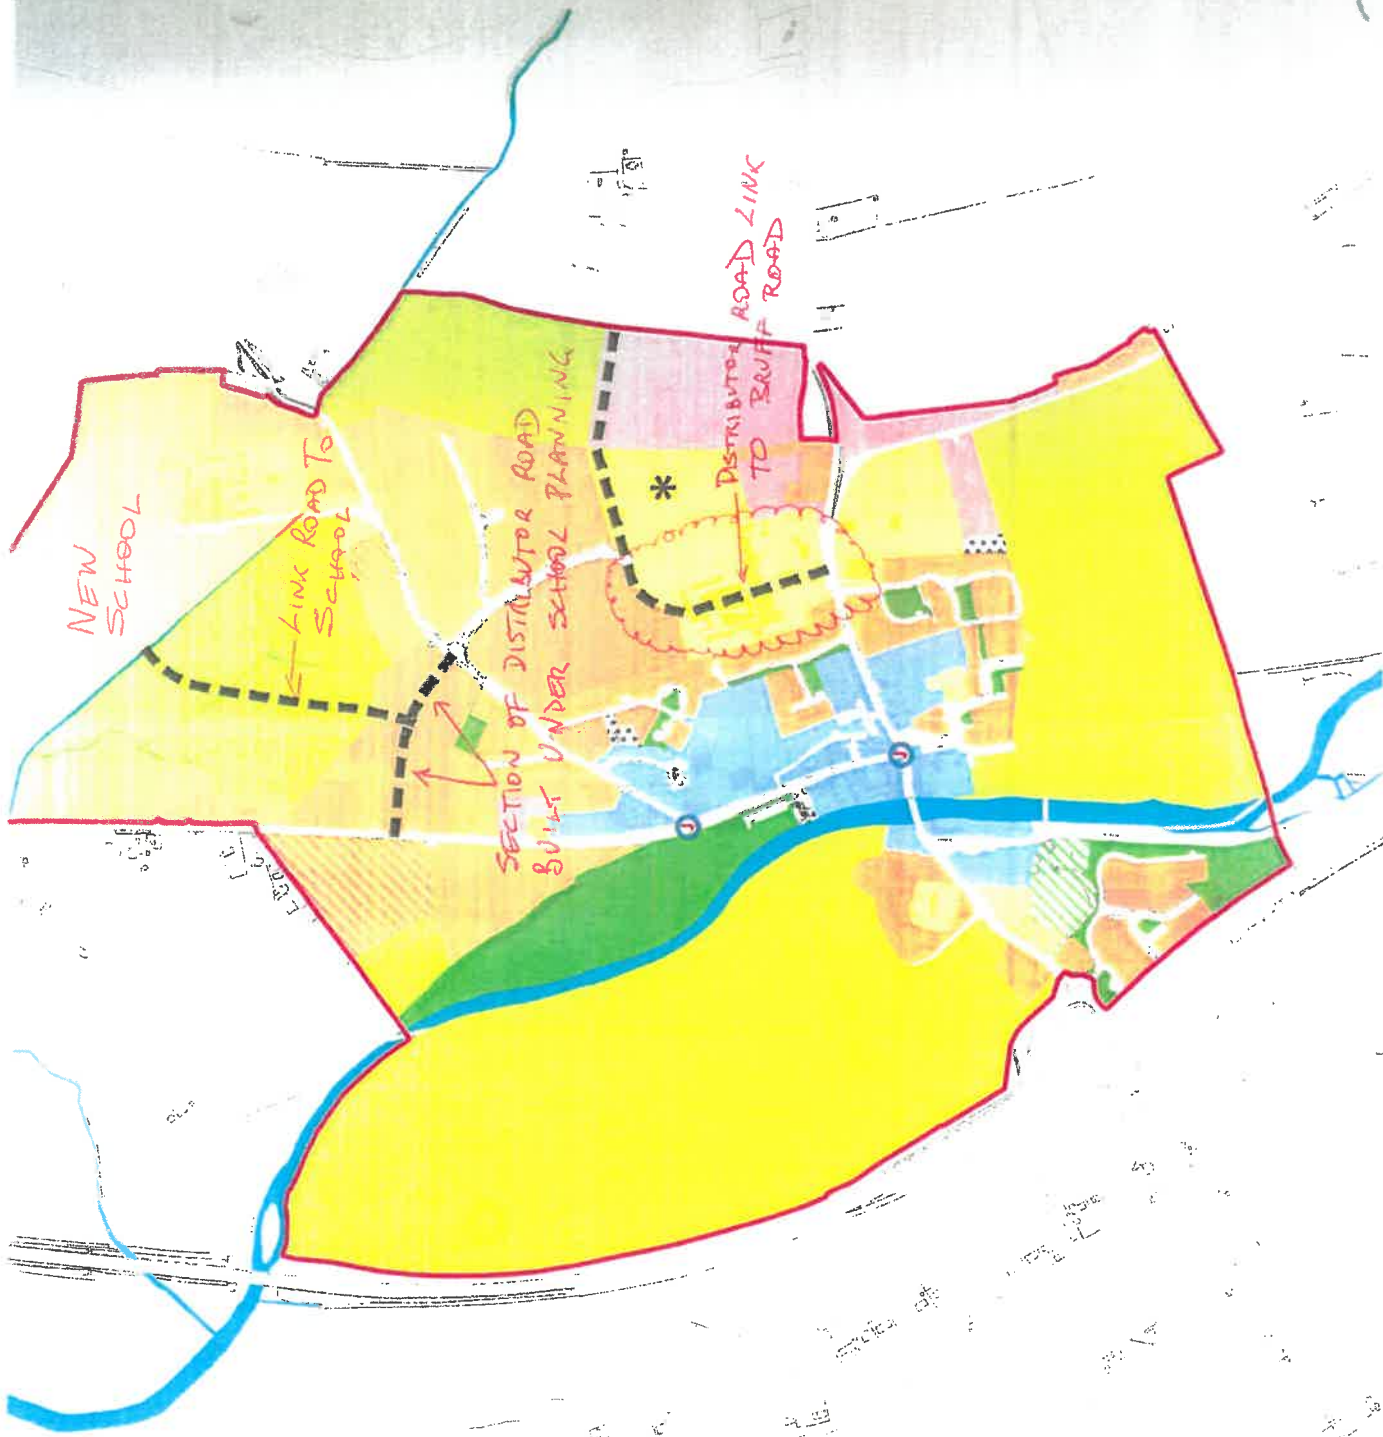 NEW
SCHOOL
LINK ROAD TO
SCHOOL
SECTION OF DISTRIBUTOR ROAD
BUILT UNDER SCHOOL PLANNING
DISTRIBUTOR ROAD LINK
TO BRUFF ROAD
*
J
J